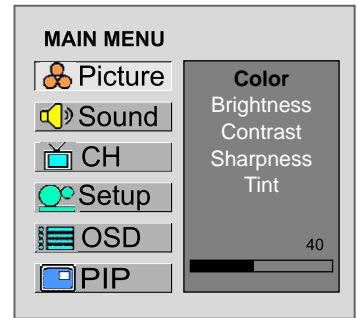 MAIN MENU
Picture
Sound
CH
Setup
OSD
PIP
Color
Brightness
Contrast
Sharpness
Tint
40